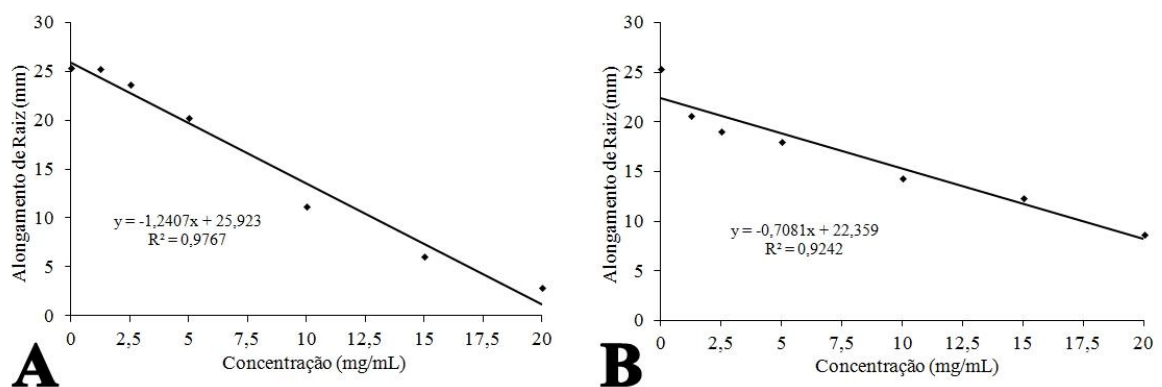 30
25
20
15
10
5
0
Alongamento de Raiz (mm)
y = -1,2407x + 25,923
R² = 0,9767
0 2,5 5 7,5 10 12,5 15 17,5 20
Concentração (mg/mL)
A
30
25
20
15
10
5
0
Alongamento de Raiz (mm)
y = -0,7081x + 22,359
R² = 0,9242
0 2,5 5 7,5 10 12,5 15 17,5 20
Concentração (mg/mL)
B